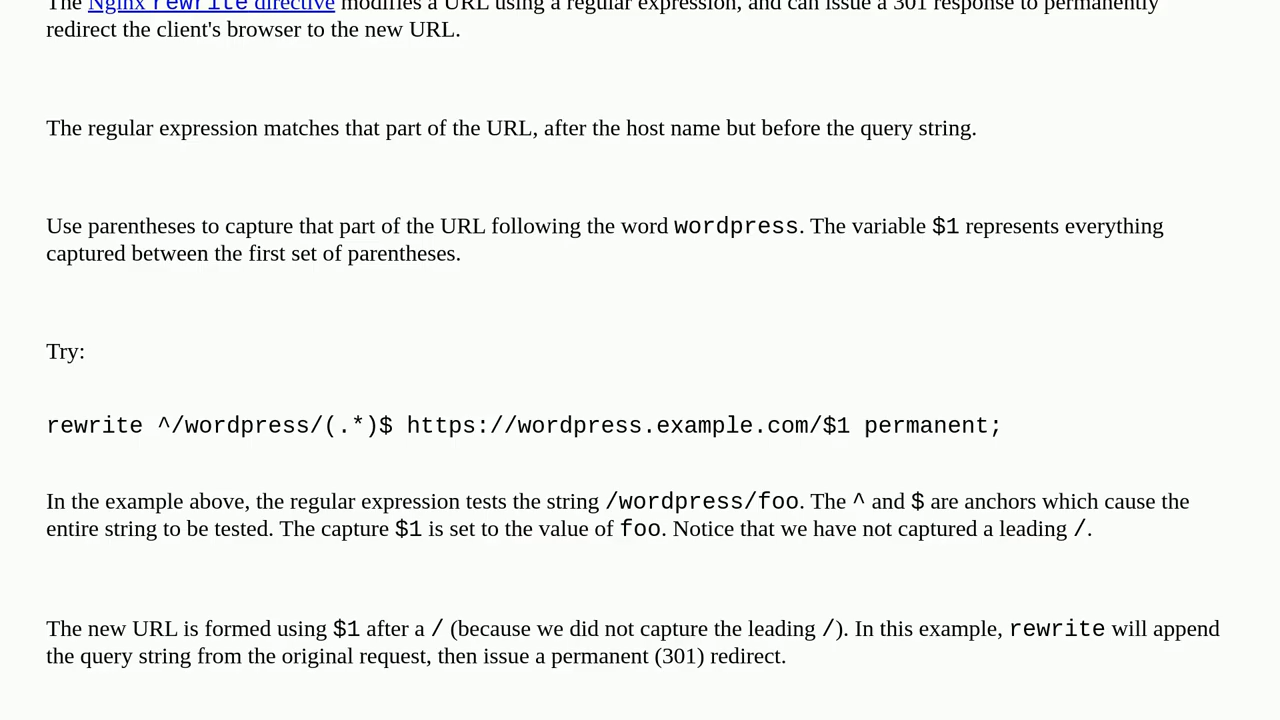 The Nginx rewrite directive modifies a URL using a regular expression, and can issue a 301 response to permanently
redirect the client's browser to the new URL.
The regular expression matches that part of the URL, after the host name but before the query string.
Use parentheses to capture that part of the URL following the word wordpress. The variable $1 represents everything
captured between the first set of parentheses.
Try:
rewrite ^/wordpress/(.*)$ https://wordpress.example.com/$1 permanent;
In the example above, the regular expression tests the string /wordpress/foo. The ^ and $ are anchors which cause the
entire string to be tested. The capture $1 is set to the value of foo. Notice that we have not captured a leading /.
The new URL is formed using $1 after a / (because we did not capture the leading /). In this example, rewrite will append
the query string from the original request, then issue a permanent (301) redirect.